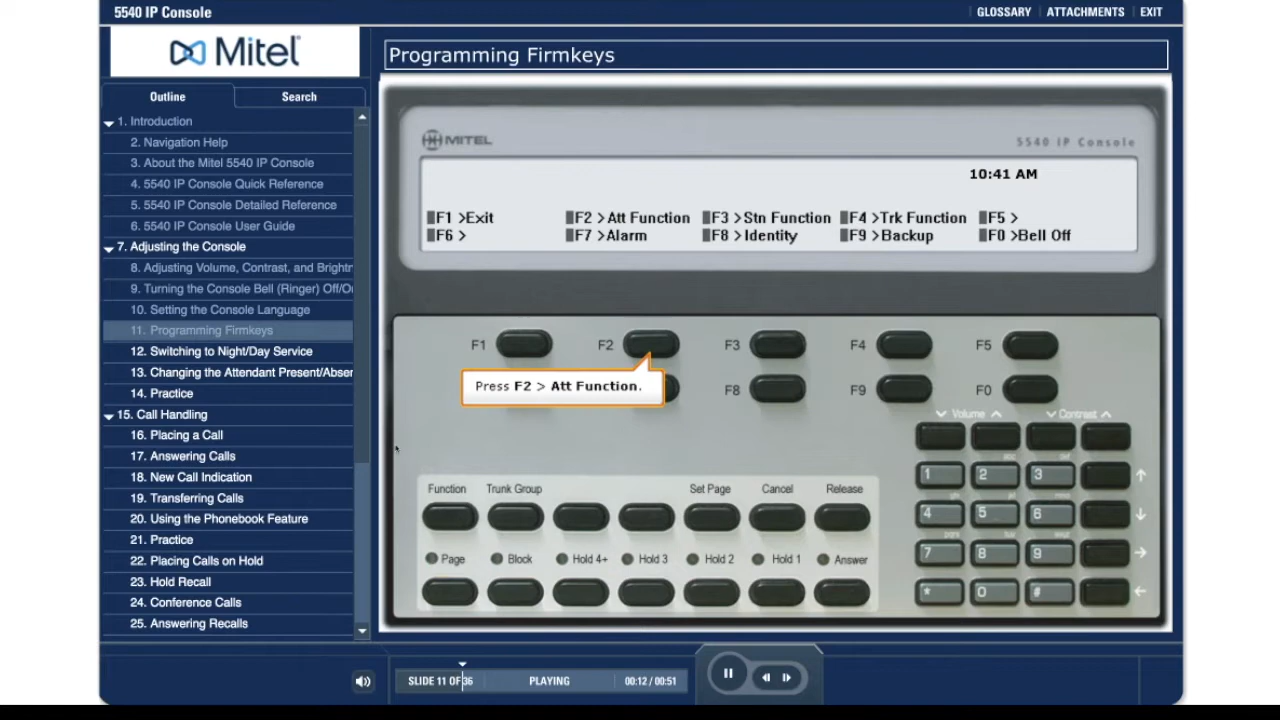 5540 IP Console
GLOSSARY | ATTACHMENTS | EXIT
Mitel
Programming Firmkeys
Outline
Search
1. Introduction
2. Navigation Help
3. About the Mitel 5540 IP Console
4. 5540 IP Console Quick Reference
5. 5540 IP Console Detailed Reference
6. 5540 IP Console User Guide
7. Adjusting the Console
8. Adjusting Volume, Contrast, and Brightn
9. Turning the Console Bell (Ringer) Off/O
10. Setting the Console Language
11. Programming Firmkeys
12. Switching to Night/Day Service
13. Changing the Attendant Present/Abser
14. Practice
15. Call Handling
16. Placing a Call
17. Answering Calls
18. New Call Indication
19. Transferring Calls
20. Using the Phonebook Feature
21. Practice
22. Placing Calls on Hold
23. Hold Recall
24. Conference Calls
25. Answering Recalls
MITEL
5540 IP Console
10:41 AM
F1 >Exit F2 >Att Function F3 >Stn Function F4 >Trk Function F5 >
F6 > F7 >Alarm F8 >Identity F9 >Backup F0 >Bell Off
F1 F2 F3 F4 F5
Press F2 > Att Function.
F8 F9 F0
Volume Contrast
1 2 3
4 5 6
7 8 9
* 0 #
Function Trunk Group Set Page Cancel Release
Page Block Hold 4+ Hold 3 Hold 2 Hold 1 Answer
SLIDE 11 OF 36
PLAYING
00:12 / 00:51